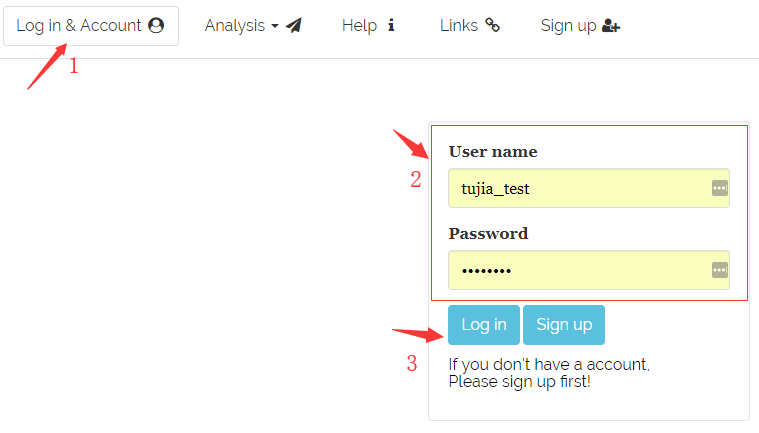 Log in & Account Analysis Help Links Sign up
1
User name
2
tujia_test
Password
••••••••
Log in Sign up
3
If you don't have a account,
Please sign up first!